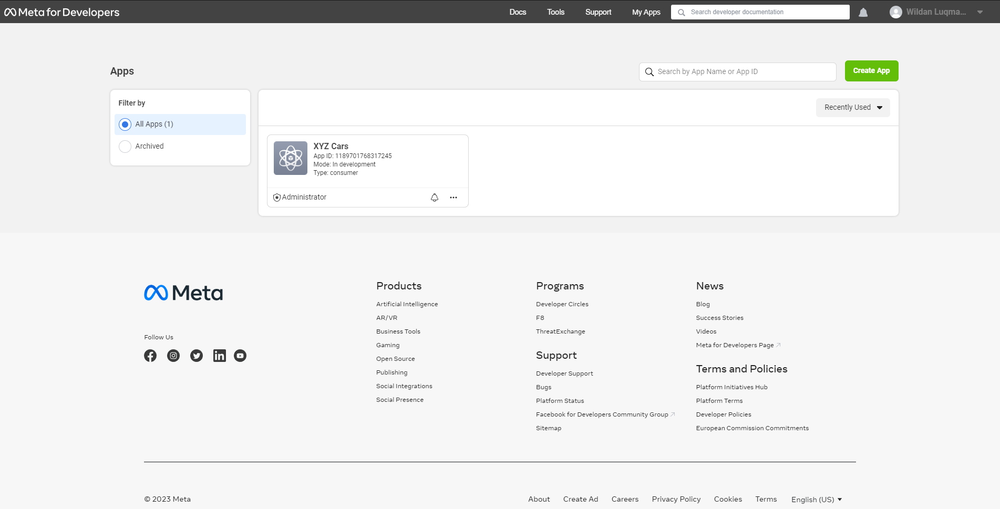 Meta for Developers
Docs
Tools
Support
My Apps
Search developer documentation
Wildan Luqma...
Apps
Search by App Name or App ID
Create App
Filter by
All Apps (1)
Archived
Recently Used
XYZ Cars
App ID: 1189701768317245
Mode: In development
Type: consumer
Administrator
Meta
Follow Us
Products
Artificial Intelligence
AR/VR
Business Tools
Gaming
Open Source
Publishing
Social Integrations
Social Presence
Programs
Developer Circles
F8
ThreatExchange
Support
Developer Support
Bugs
Platform Status
Facebook for Developers Community Group
Sitemap
News
Blog
Success Stories
Videos
Meta for Developers Page
Terms and Policies
Platform Initiatives Hub
Platform Terms
Developer Policies
European Commission Commitments
© 2023 Meta
About
Create Ad
Careers
Privacy Policy
Cookies
Terms
English (US)